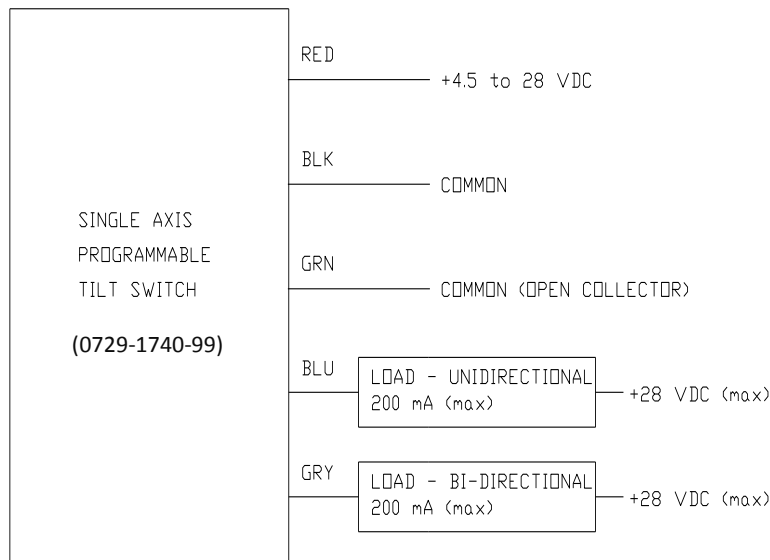 RED
+4.5 to 28 VDC
BLK
COMMON
SINGLE AXIS
PROGRAMMABLE
TILT SWITCH
(0729-1740-99)
GRN
COMMON (OPEN COLLECTOR)
BLU
LOAD - UNIDIRECTIONAL
200 mA (max)
+28 VDC (max)
GRY
LOAD - BI-DIRECTIONAL
200 mA (max)
+28 VDC (max)